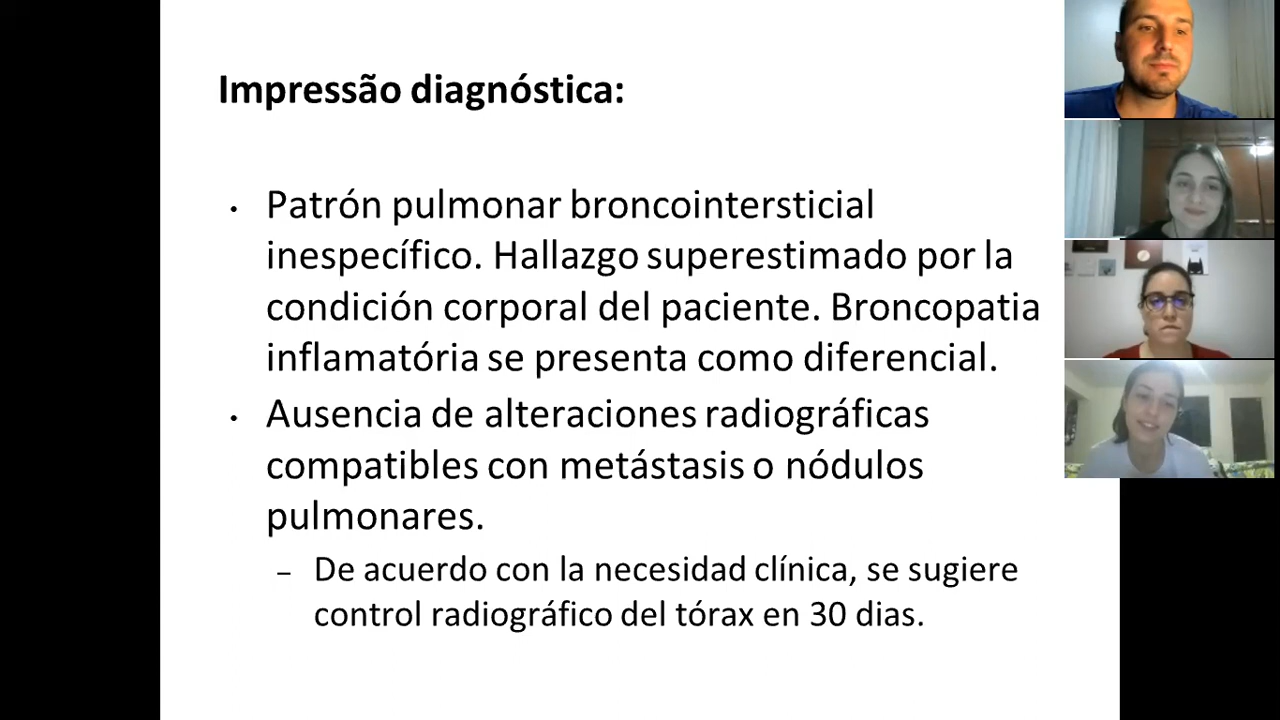 Impressão diagnóstica:
• Patrón pulmonar broncointersticial
inespecífico. Hallazgo superestimado por la
condición corporal del paciente. Broncopatia
inflamatória se presenta como diferencial.
• Ausencia de alteraciones radiográficas
compatibles con metástasis o nódulos
pulmonares.
– De acuerdo con la necesidad clínica, se sugiere
control radiográfico del tórax en 30 dias.